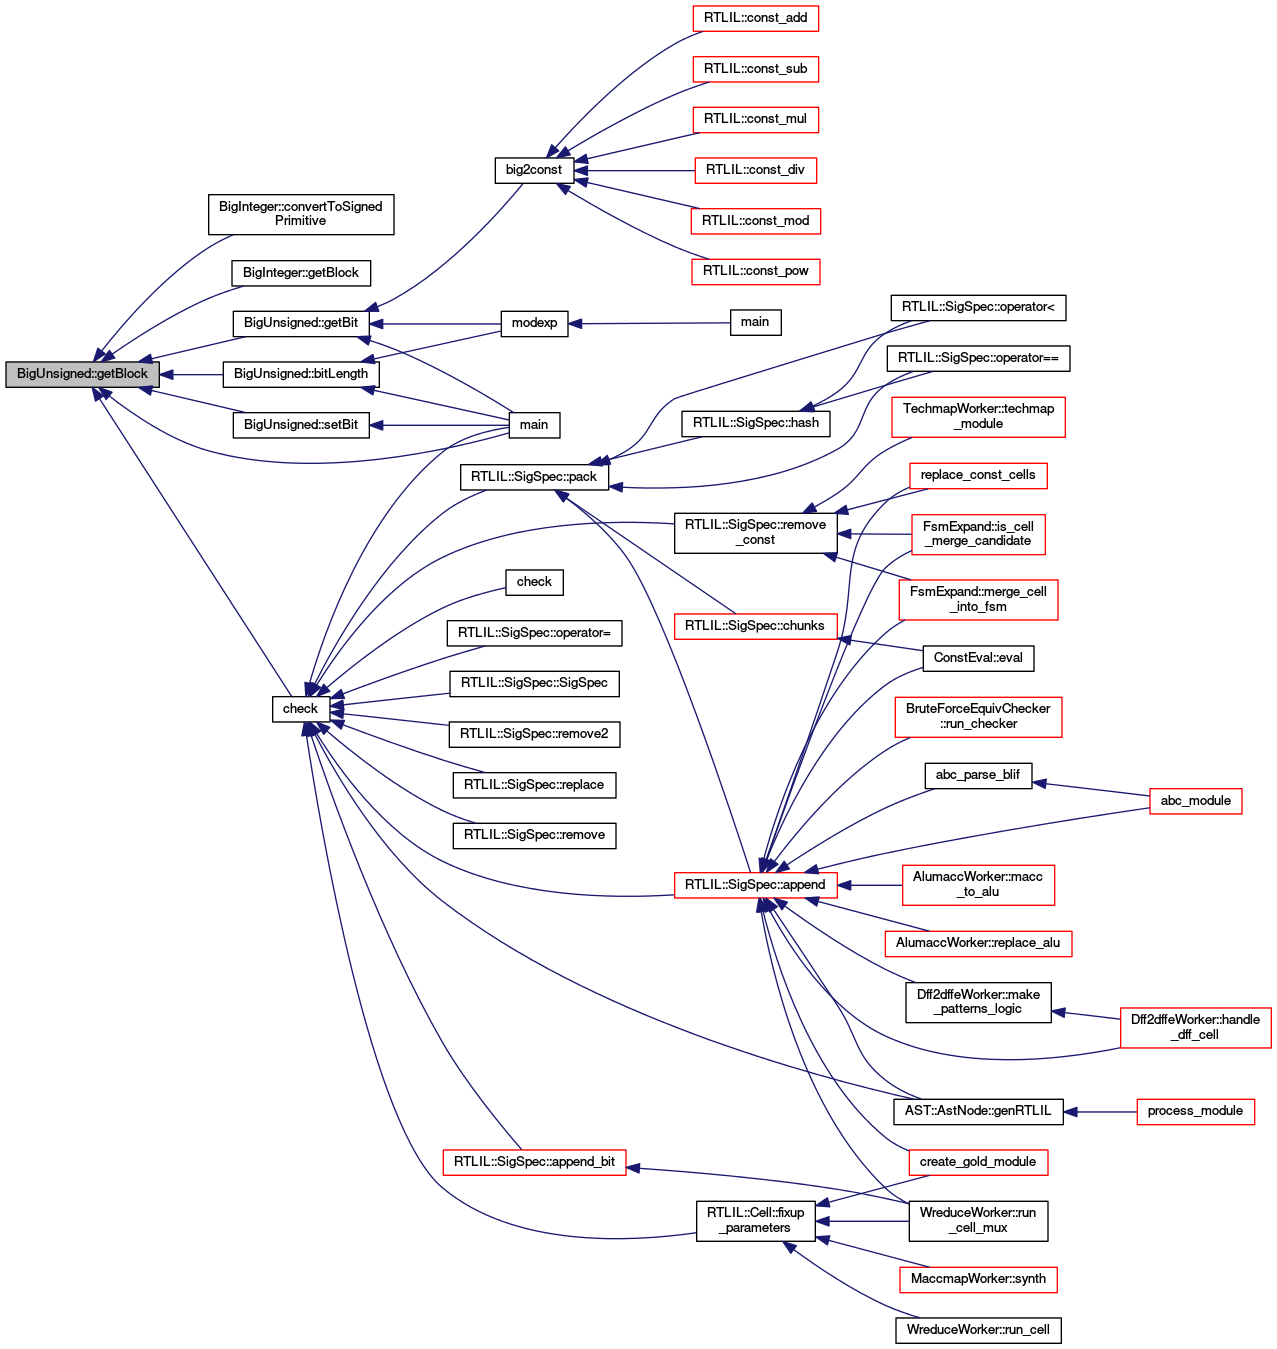 RTLIL::const_add
RTLIL::const_sub
RTLIL::const_mul
big2const
RTLIL::const_div
BigInteger::convertToSigned
Primitive
RTLIL::const_mod
BigInteger::getBlock
RTLIL::const_pow
RTLIL::SigSpec::operator<
BigUnsigned::getBit
modexp
main
RTLIL::SigSpec::operator==
BigUnsigned::getBlock
BigUnsigned::bitLength
TechmapWorker::techmap
_module
BigUnsigned::setBit
main
RTLIL::SigSpec::hash
RTLIL::SigSpec::pack
replace_const_cells
RTLIL::SigSpec::remove
_const
FsmExpand::is_cell
_merge_candidate
check
FsmExpand::merge_cell
_into_fsm
RTLIL::SigSpec::operator=
RTLIL::SigSpec::chunks
ConstEval::eval
RTLIL::SigSpec::SigSpec
check
BruteForceEquivChecker
::run_checker
RTLIL::SigSpec::remove2
RTLIL::SigSpec::replace
abc_parse_blif
abc_module
RTLIL::SigSpec::remove
RTLIL::SigSpec::append
AlumaccWorker::macc
_to_alu
AlumaccWorker::replace_alu
Dff2dffeWorker::make
_patterns_logic
Dff2dffeWorker::handle
_dff_cell
AST::AstNode::genRTLIL
process_module
RTLIL::SigSpec::append_bit
create_gold_module
RTLIL::Cell::fixup
_parameters
WreduceWorker::run
_cell_mux
MaccmapWorker::synth
WreduceWorker::run_cell